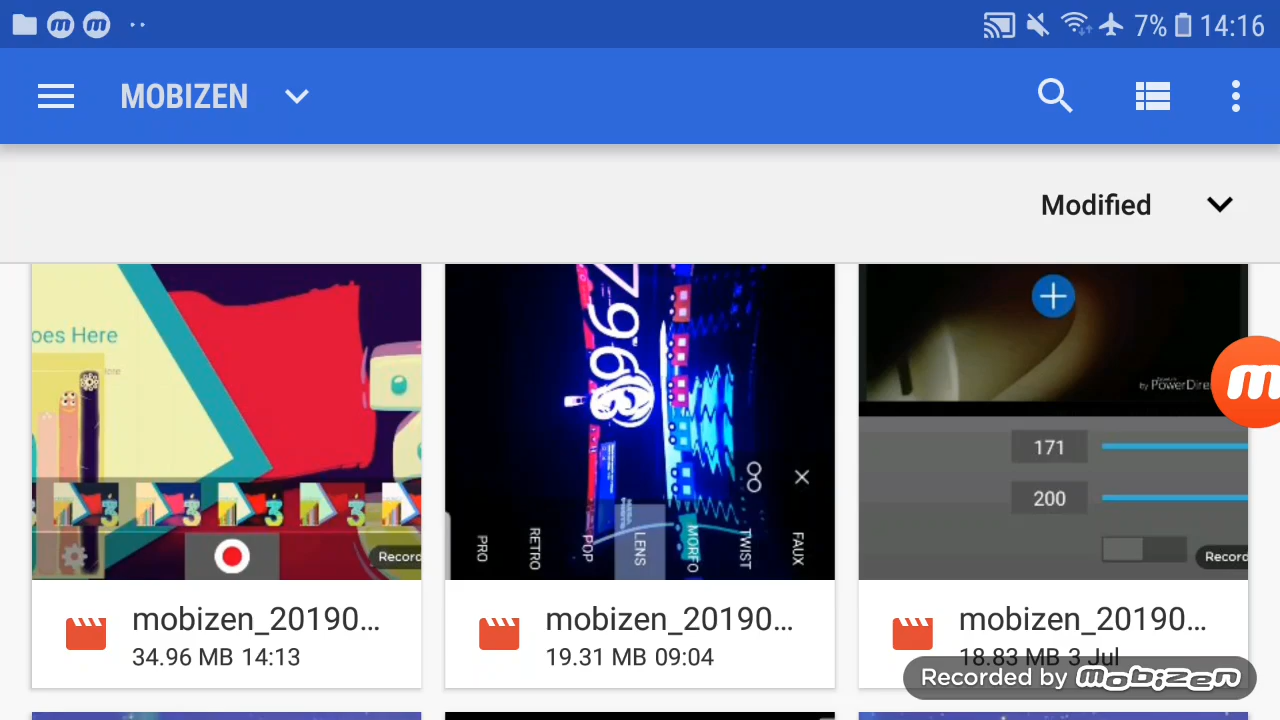 7% 14:16
MOBIZEN
Modified
oes Here
PRO
RETRO
POP
LENS
MORFO
TWIST
FAUX
by PowerDire
171
200
Record
Record
mobizen_20190...
34.96 MB 14:13
mobizen_20190...
19.31 MB 09:04
mobizen_20190...
18.83 MB 3 Jul
Recorded by mobizen